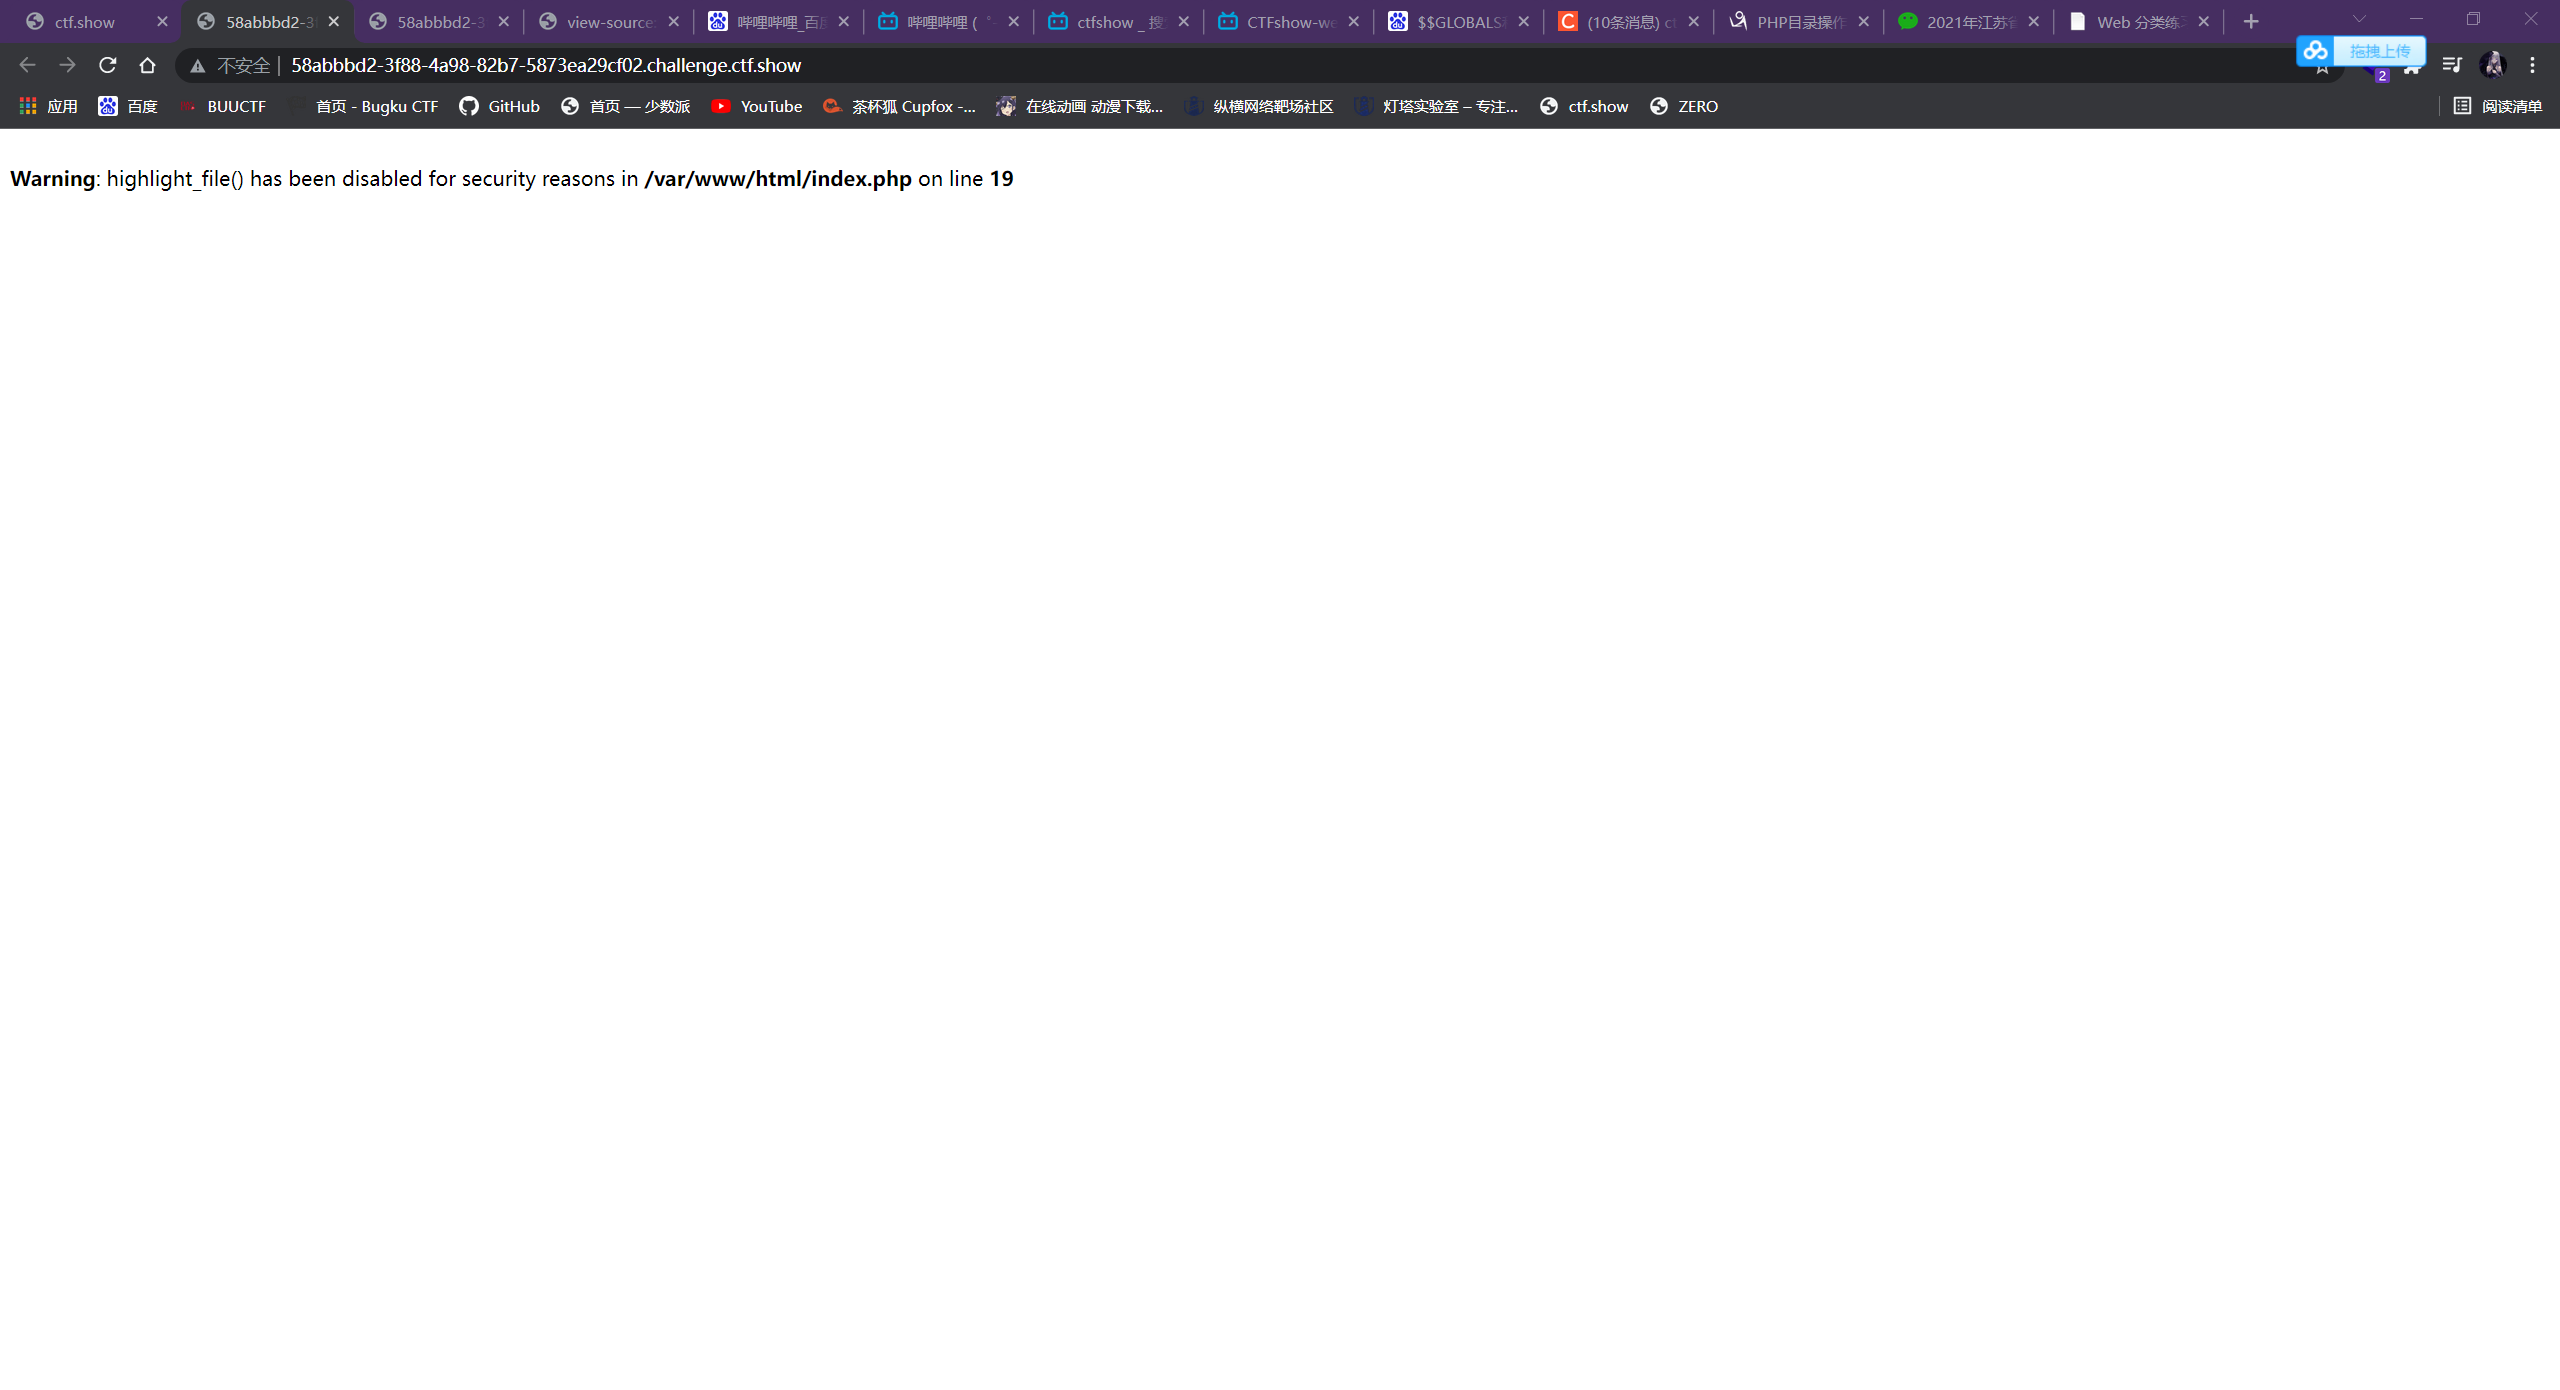 ctf.show
58abbbd2-3
58abbbd2-3
view-source
哔哩哔哩_百度
哔哩哔哩 (
ctfshow _ 搜
CTFshow-we
$$GLOBALS
(10条消息) ct
PHP目录操作
2021年江苏省
Web 分类练习
不安全
58abbbd2-3f88-4a98-82b7-5873ea29cf02.challenge.ctf.show
拖拽上传
2
应用
百度
BUUCTF
首页 - Bugku CTF
GitHub
首页 — 少数派
YouTube
茶杯狐 Cupfox -...
在线动画 动漫下载...
纵横网络靶场社区
灯塔实验室 – 专注...
ctf.show
ZERO
阅读清单
Warning: highlight_file() has been disabled for security reasons in /var/www/html/index.php on line 19